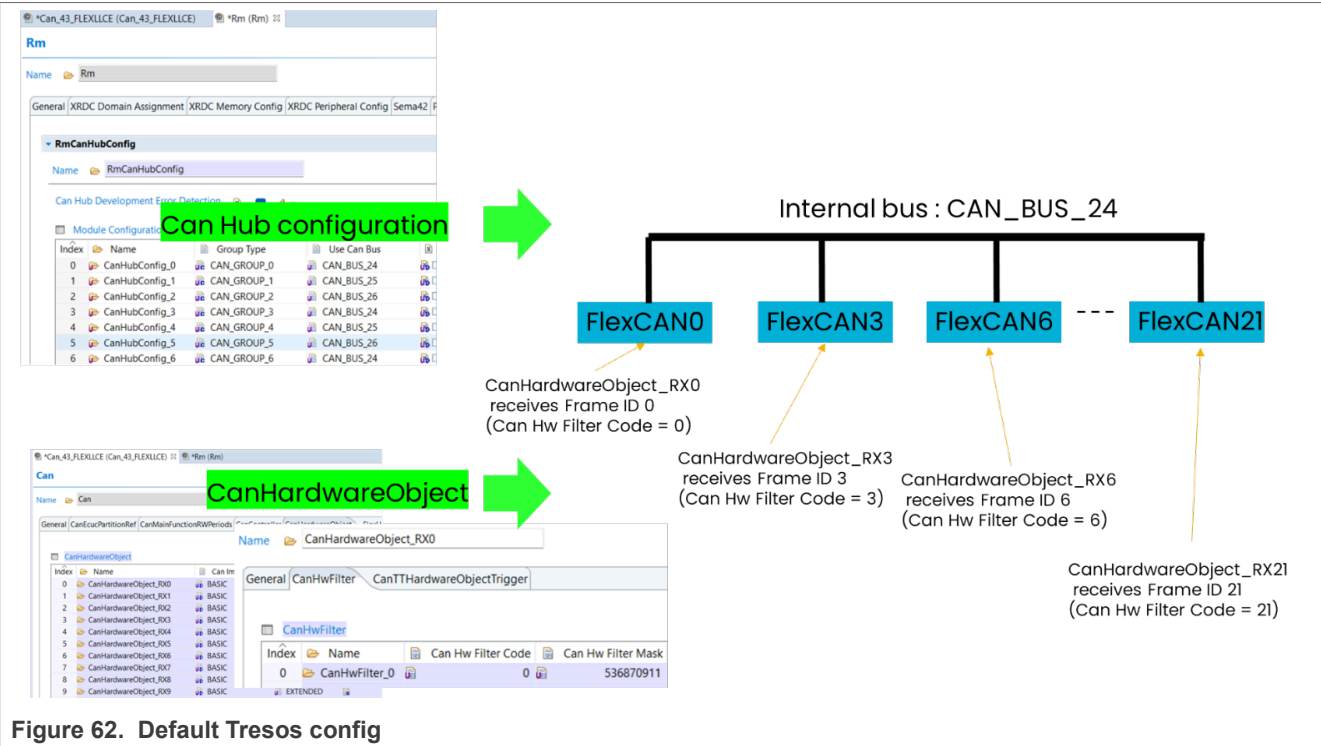 *Can_43_FLEXLLCE (Can_43_FLEXLLCE) *Rm (Rm)
Rm
Name Rm
General XRDC Domain Assignment XRDC Memory Config XRDC Peripheral Config Sema42
RmCanHubConfig
Name RmCanHubConfig
Can Hub Development Error Detection
Can Hub configuration
Module Configuratio
Index Name Group Type Use Can Bus
0 CanHubConfig_0 CAN_GROUP_0 CAN_BUS_24
1 CanHubConfig_1 CAN_GROUP_1 CAN_BUS_25
2 CanHubConfig_2 CAN_GROUP_2 CAN_BUS_26
3 CanHubConfig_3 CAN_GROUP_3 CAN_BUS_24
4 CanHubConfig_4 CAN_GROUP_4 CAN_BUS_25
5 CanHubConfig_5 CAN_GROUP_5 CAN_BUS_26
6 CanHubConfig_6 CAN_GROUP_6 CAN_BUS_24
Internal bus : CAN_BUS_24
FlexCAN0 FlexCAN3 FlexCAN6 --- FlexCAN21
CanHardwareObject_RX0
receives Frame ID 0
(Can Hw Filter Code = 0)
CanHardwareObject_RX3
receives Frame ID 3
(Can Hw Filter Code = 3)
CanHardwareObject_RX6
receives Frame ID 6
(Can Hw Filter Code = 6)
CanHardwareObject_RX21
receives Frame ID 21
(Can Hw Filter Code = 21)
*Can_43_FLEXLLCE (Can_43_FLEXLLCE) *Rm (Rm)
Can
Name Can
CanHardwareObject
General CanEcucPartitionRef CanMainFunctionRWPeriods CanController CanHardwareObject
CanHardwareObject
Index Name Can Im
0 CanHardwareObject_RX0 BASIC
1 CanHardwareObject_RX1 BASIC
2 CanHardwareObject_RX2 BASIC
3 CanHardwareObject_RX3 BASIC
4 CanHardwareObject_RX4 BASIC
5 CanHardwareObject_RX5 BASIC
6 CanHardwareObject_RX6 BASIC
7 CanHardwareObject_RX7 BASIC
8 CanHardwareObject_RX8 BASIC
9 CanHardwareObject_RX9 BASIC
EXTENDED
Name CanHardwareObject_RX0
General CanHwFilter CanTTHardwareObjectTrigger
CanHwFilter
Index Name Can Hw Filter Code Can Hw Filter Mask
0 CanHwFilter_0 0 536870911
Figure 62. Default Tresos config